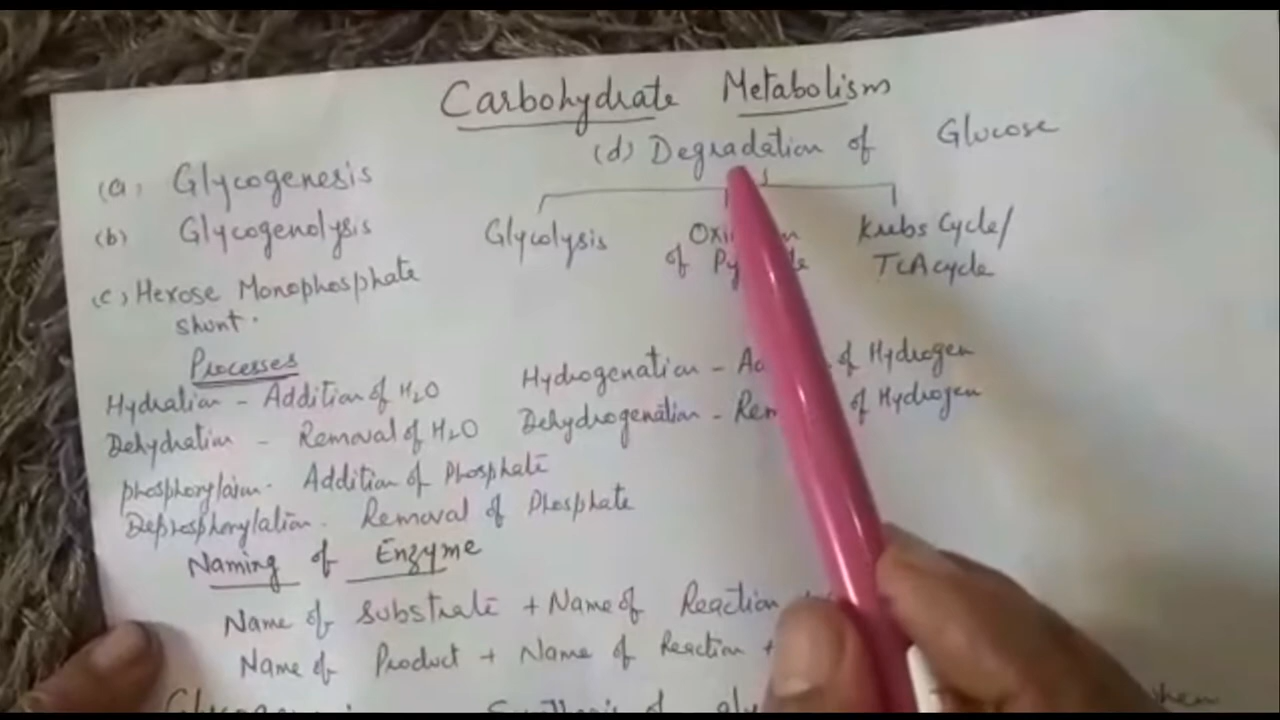 Carbohydrate Metabolism
(a) Glycogenesis
(b) Glycogenolysis
(c) Hexose Monophosphate
shunt.
(d) Degradation of Glucose
Glycolysis
of
Krebs Cycle/
TCA cycle
Processes
Hydration - Addition of H2O
Dehydration - Removal of H2O
Phosphorylaion. Addition of Phosphate
Dephosphorylation. Removal of Phosphate
Hydrogenation - of Hydrogen
Dehydrogenation - of Hydrogen
Naming of Enzyme
Name of Substrate + Name of Reaction
Name of Product + Name of Reaction +